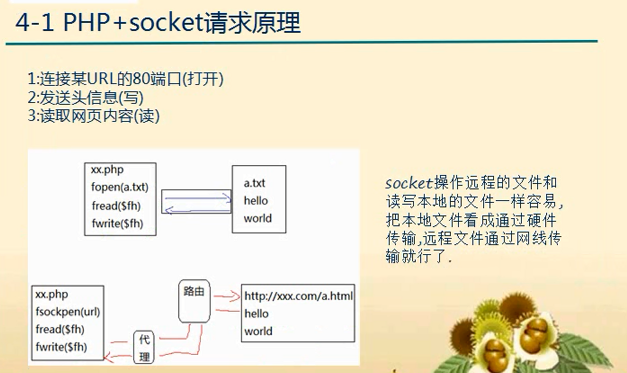 4-1 PHP+socket请求原理
1:连接某URL的80端口(打开)
2:发送头信息(写)
3:读取网页内容(读)
xx.php
fopen(a.txt)
fread($fh)
fwrite($fh)
a.txt
hello
world
socket操作远程的文件和
读写本地的文件一样容易,
把本地文件看成通过硬件
传输,远程文件通过网线传
输就行了.
xx.php
fsockpen(url)
fread($fh)
fwrite($fh)
代
理
路由
http://xxx.com/a.html
hello
world